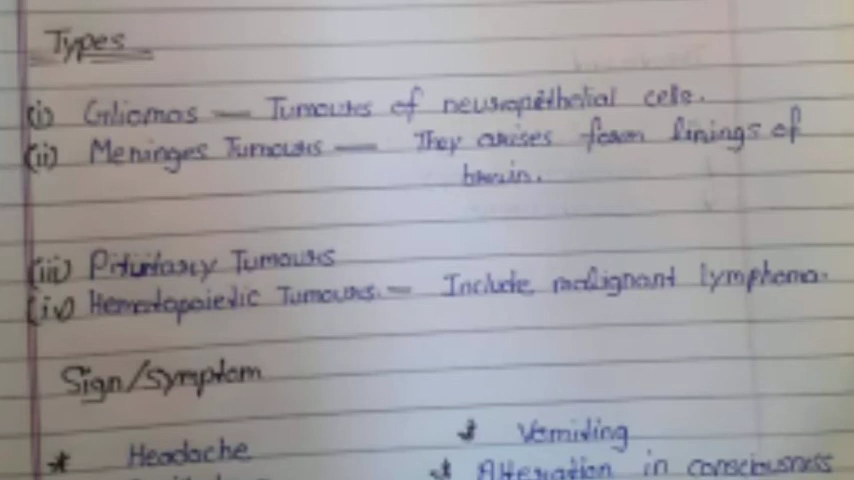 Types
(i) Gliomas — Tumours of neuroepithelial cells.
(ii) Meninges Tumours — They arises form linings of
brain.
(iii) Pituitary Tumours
(iv) Hematopoietic Tumours. — Include malignant lymphoma.
Sign/symptom
* Headache
* Vomiting
* Alteration in consciousness